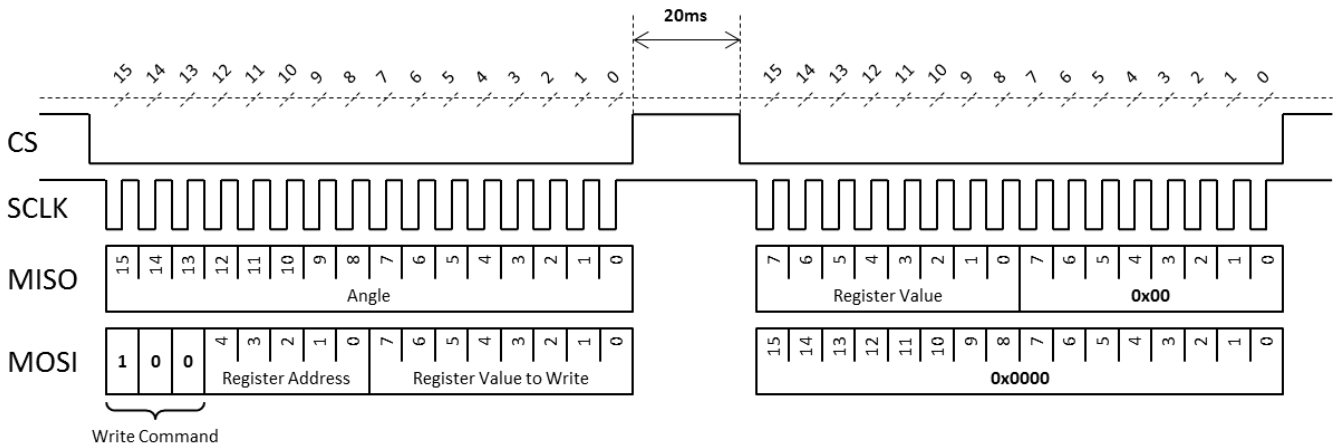 20ms
15 14 13 12 11 10 9 8 7 6 5 4 3 2 1 0 15 14 13 12 11 10 9 8 7 6 5 4 3 2 1 0
CS
SCLK
MISO 15 14 13 12 11 10 9 8 7 6 5 4 3 2 1 0 7 6 5 4 3 2 1 0 7 6 5 4 3 2 1 0
Angle Register Value 0x00
MOSI 1 0 0 4 3 2 1 0 7 6 5 4 3 2 1 0 15 14 13 12 11 10 9 8 7 6 5 4 3 2 1 0
Register Address Register Value to Write 0x0000
Write Command